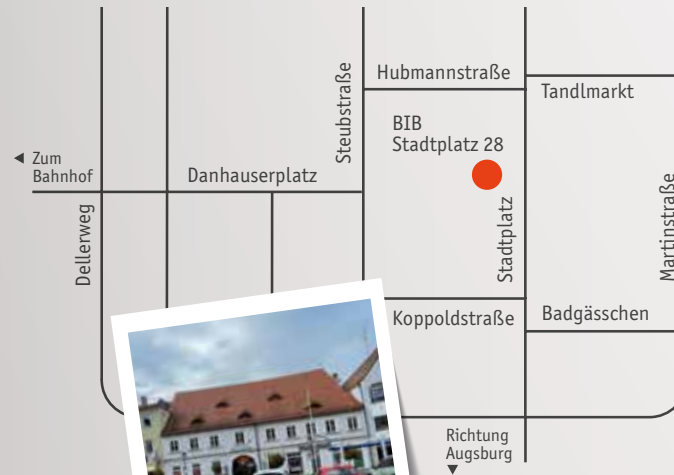 Steubstraße
Hubmannstraße
Tandlmarkt
BIB
Stadtplatz 28
Zum
Bahnhof
Danhauserplatz
Dellerweg
Stadtplatz
Martinstraße
Koppoldstraße
Badgässchen
Richtung
Augsburg